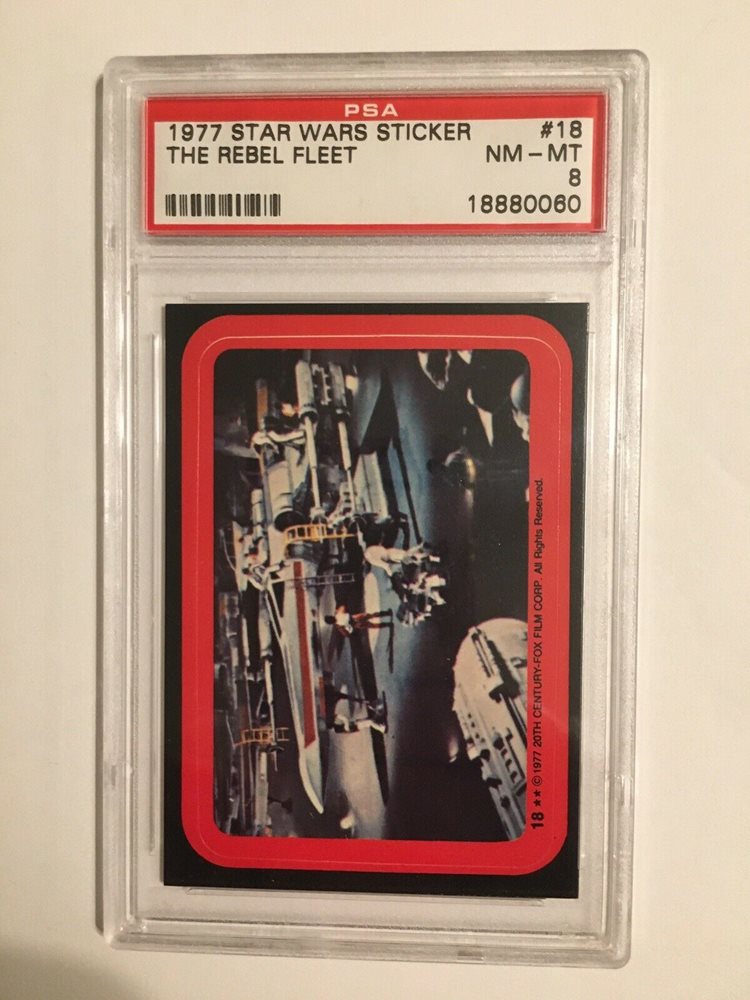 PSA
1977 STAR WARS STICKER #18
THE REBEL FLEET NM-MT
8
18880060
18 ★★ © 1977 20TH CENTURY-FOX FILM CORP. All Rights Reserved.